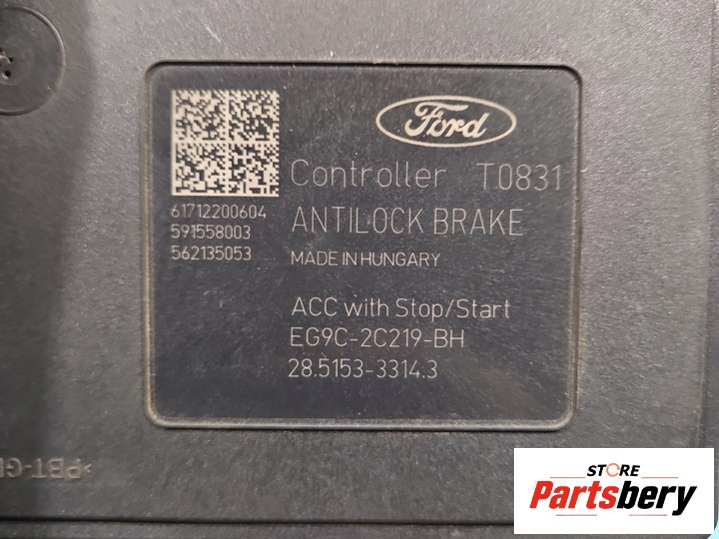 Ford
Controller T0831
61712200604
591558003
562135053
ANTILOCK BRAKE
MADE IN HUNGARY
ACC with Stop/Start
EG9C-2C219-BH
28.5153-3314.3
STORE
Partsbery